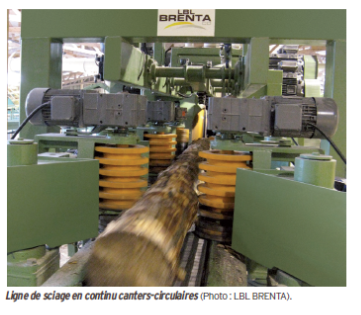 LBL
BRENTA
Ligne de sciage en continu canters-circulaires (Photo : LBL BRENTA).